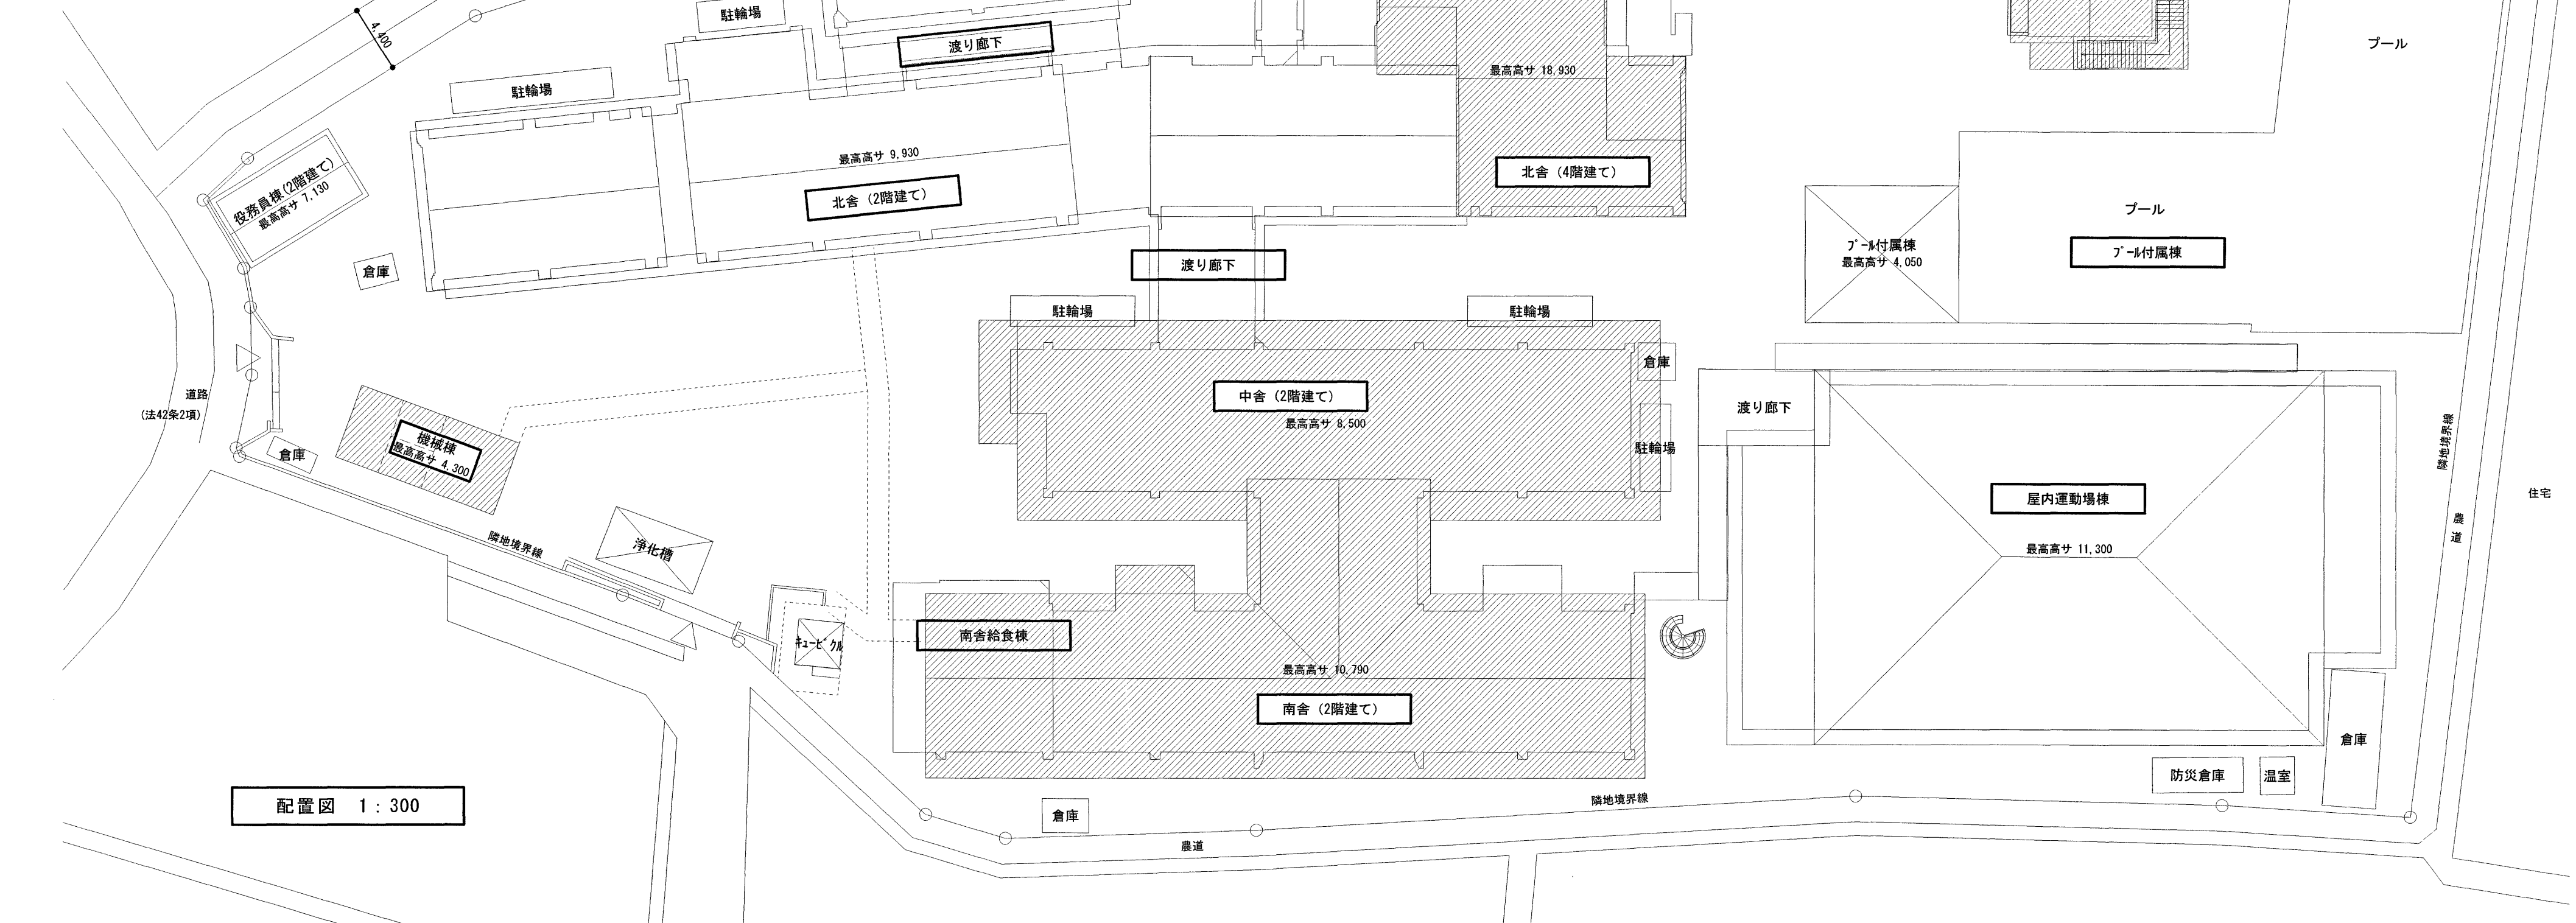 駐輪場
4,400
渡り廊下
プール
最高高サ 18,930
駐輪場
最高高サ 9,930
北舎（4階建て）
役務員棟(2階建て)
最高高サ 7,130
北舎（2階建て）
プール
ﾌﾟｰﾙ付属棟
最高高サ 4,050
ﾌﾟｰﾙ付属棟
倉庫
渡り廊下
駐輪場
駐輪場
倉庫
道路
(法42条2項)
中舎（2階建て）
最高高サ 8,500
渡り廊下
隣地境界線
機械棟
最高高サ 4,300
倉庫
駐輪場
屋内運動場棟
住宅
農道
隣地境界線
浄化槽
最高高サ 11,300
ｷｭｰﾋﾞｸﾙ
南舎給食棟
最高高サ 10,790
南舎（2階建て）
倉庫
防災倉庫
温室
配置図　1：300
倉庫
隣地境界線
農道